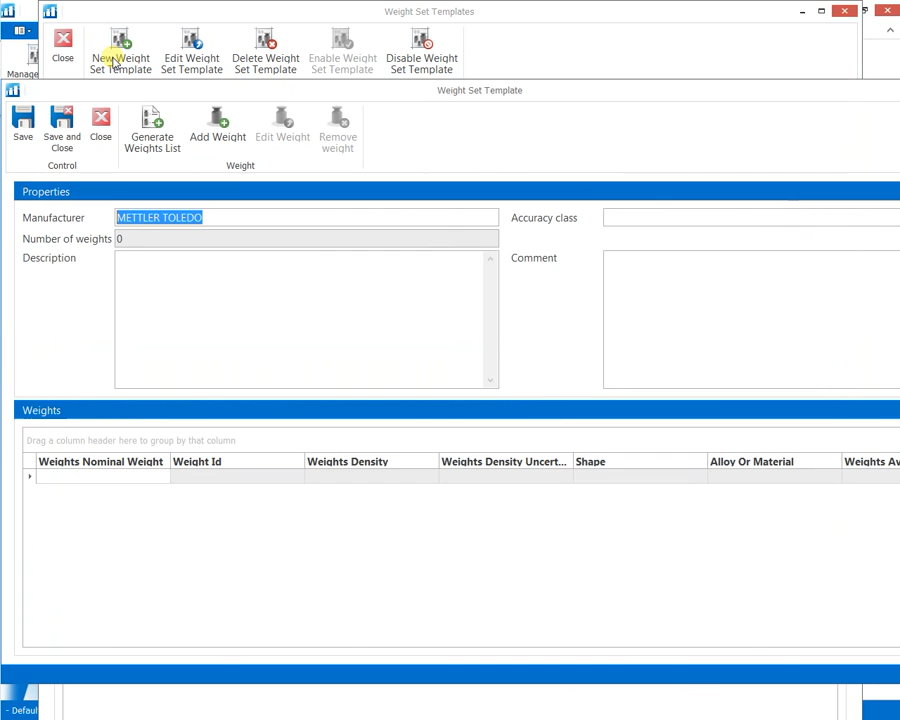 Weight Set Templates
Close
New Weight Set Template
Edit Weight Set Template
Delete Weight Set Template
Enable Weight Set Template
Disable Weight Set Template
Manage
Weight Set Template
Save
Save and Close
Close
Generate Weights List
Add Weight
Edit Weight
Remove weight
Control
Weight
Properties
Manufacturer METTLER TOLEDO
Accuracy class
Number of weights 0
Description
Comment
Weights
Drag a column header here to group by that column
Weights Nominal Weight Weight Id Weights Density Weights Density Uncert... Shape Alloy Or Material Weights Av
- Defaul